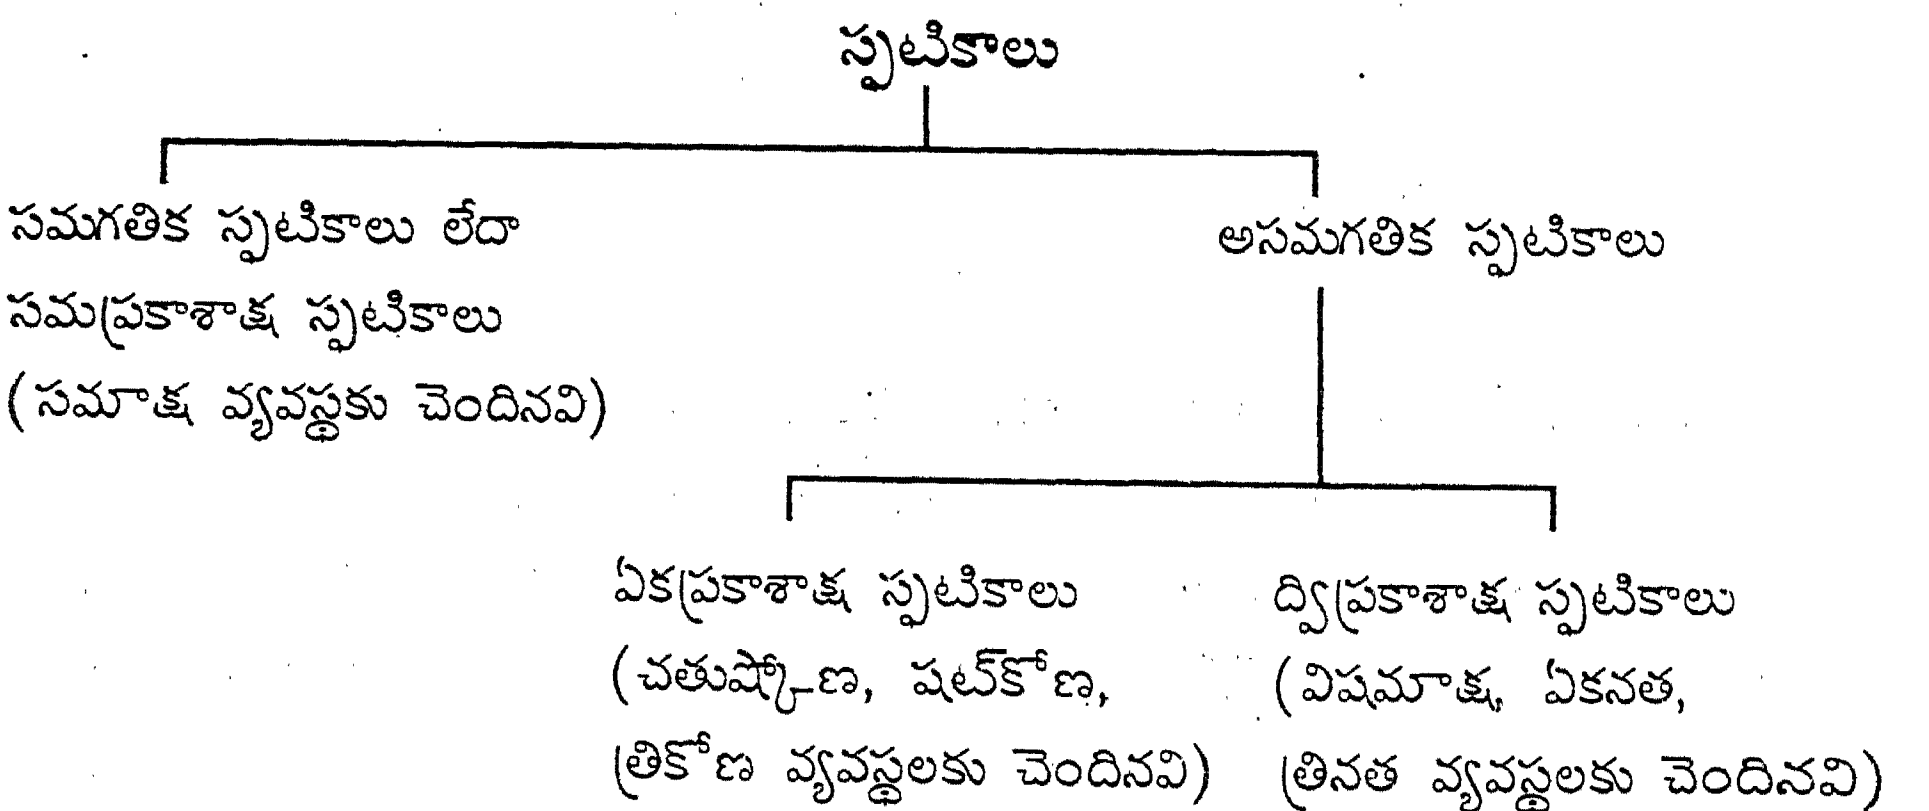 స్ఫటికాలు
సమగతిక స్ఫటికాలు లేదా
సమప్రకాశాక్ష స్ఫటికాలు
(సమాక్ష వ్యవస్థకు చెందినవి)
అసమగతిక స్ఫటికాలు
ఏకప్రకాశాక్ష స్ఫటికాలు
(చతుష్కోణ, షట్‌కోణ,
త్రికోణ వ్యవస్థలకు చెందినవి)
ద్విప్రకాశాక్ష స్ఫటికాలు
(విషమాక్ష, ఏకనత,
త్రినత వ్యవస్థలకు చెందినవి)